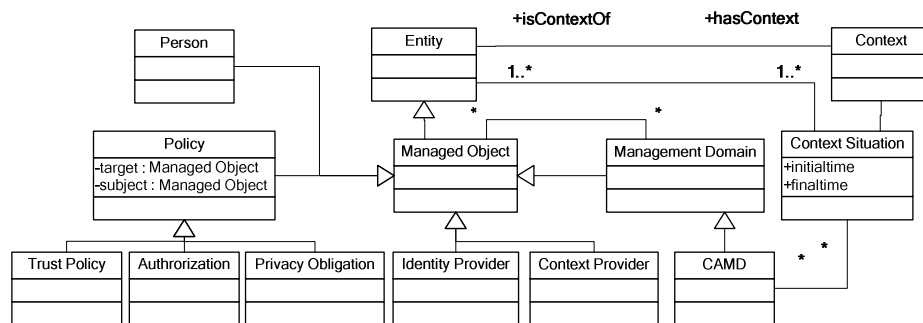 +isContextOf
+hasContext
Person
Entity
Context
1..*
1..*
*
*
Policy
-target : Managed Object
-subject : Managed Object
Managed Object
Management Domain
Context Situation
+initialtime
+finaltime
*
*
Trust Policy
Authrorization
Privacy Obligation
Identity Provider
Context Provider
CAMD